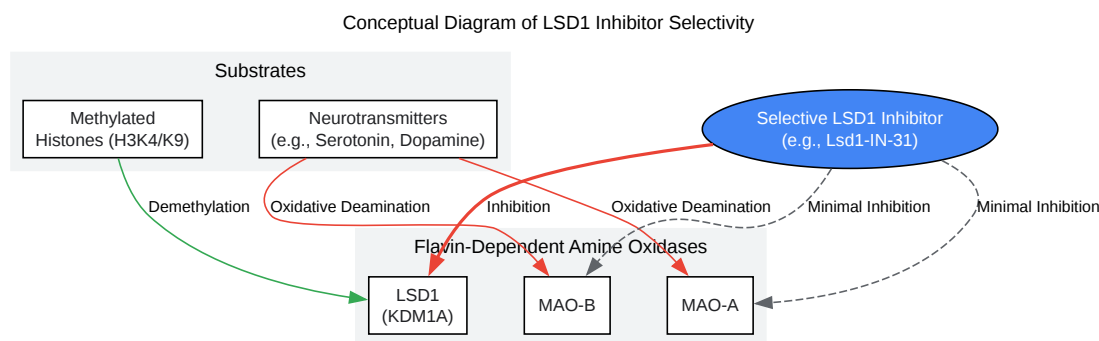 Conceptual Diagram of LSD1 Inhibitor Selectivity
Substrates
Methylated
Histones (H3K4/K9)
Neurotransmitters
(e.g., Serotonin, Dopamine)
Selective LSD1 Inhibitor
(e.g., Lsd1-IN-31)
Demethylation
Oxidative Deamination
Inhibition
Oxidative Deamination
Minimal Inhibition
Minimal Inhibition
Flavin-Dependent Amine Oxidases
LSD1
(KDM1A)
MAO-B
MAO-A